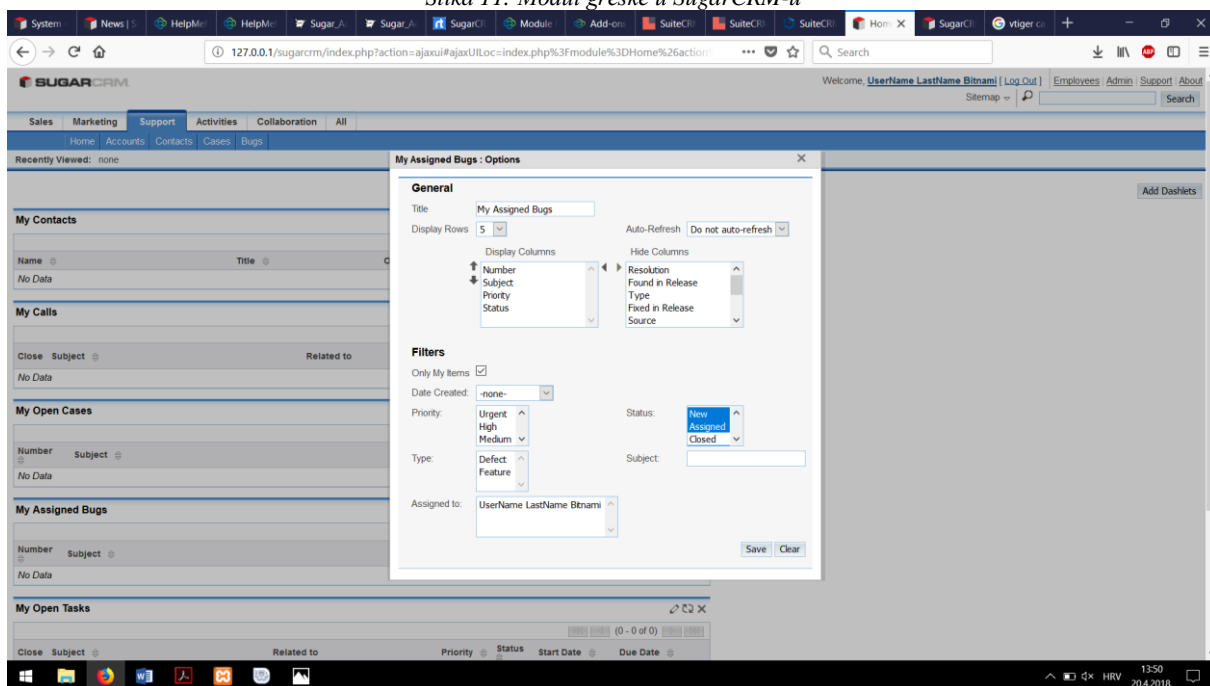 Slika 11. Modul greške u SugarCRM-u
System News | S HelpMe HelpMe Sugar_A Sugar_A SugarCR Module Add-on SuiteCR SuiteCR SuiteCR Hom SugarCR vtiger ca
127.0.0.1/sugarcrm/index.php?action=ajaxui#ajaxUILoc=index.php%3Fmodule%3DHome%26action Search
SUGARCRM Welcome, UserName LastName Bitnami [ Log Out ] Employees | Admin | Support | About
Sitemap Search
Sales Marketing Support Activities Collaboration All
Home Accounts Contacts Cases Bugs
Recently Viewed: none
My Assigned Bugs : Options
General
Add Dashlets
Title My Assigned Bugs
My Contacts
Display Rows 5 Auto-Refresh Do not auto-refresh
Display Columns Hide Columns
Name Title
Number Resolution
Subject Found in Release
No Data
Priority Type
Status Fixed in Release
Source
My Calls
Close Subject Related to
Filters
Only My Items
No Data
Date Created: -none-
My Open Cases
Priority: Urgent Status: New
High Assigned
Medium Closed
Number Subject
Type: Defect Subject:
Feature
No Data
My Assigned Bugs
Assigned to: UserName LastName Bitnami
Number Subject
Save Clear
No Data
My Open Tasks
(0 - 0 of 0)
Close Subject Related to Priority Status Start Date Due Date
HRV 13:50
20.4.2018.